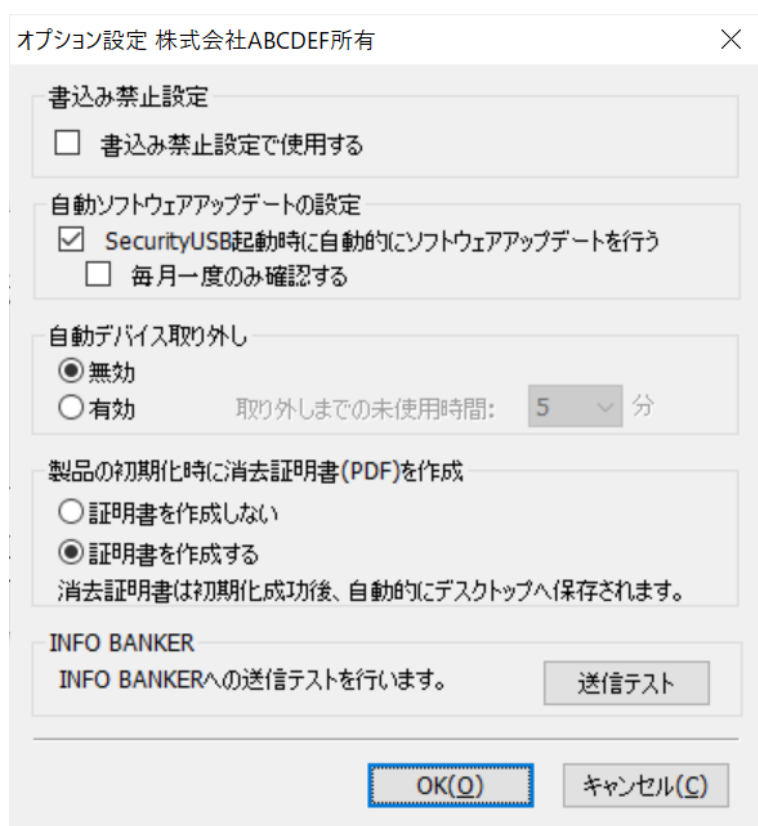 オプション設定 株式会社ABCDEF所有
書込み禁止設定
書込み禁止設定で使用する
自動ソフトウェアアップデートの設定
SecurityUSB起動時に自動的にソフトウェアアップデートを行う
毎月一度のみ確認する
自動デバイス取り外し
無効
有効 取り外しまでの未使用時間: 5 分
製品の初期化時に消去証明書(PDF)を作成
証明書を作成しない
証明書を作成する
消去証明書は初期化成功後、自動的にデスクトップへ保存されます。
INFO BANKER
INFO BANKERへの送信テストを行います。 送信テスト
OK(O) キャンセル(C)